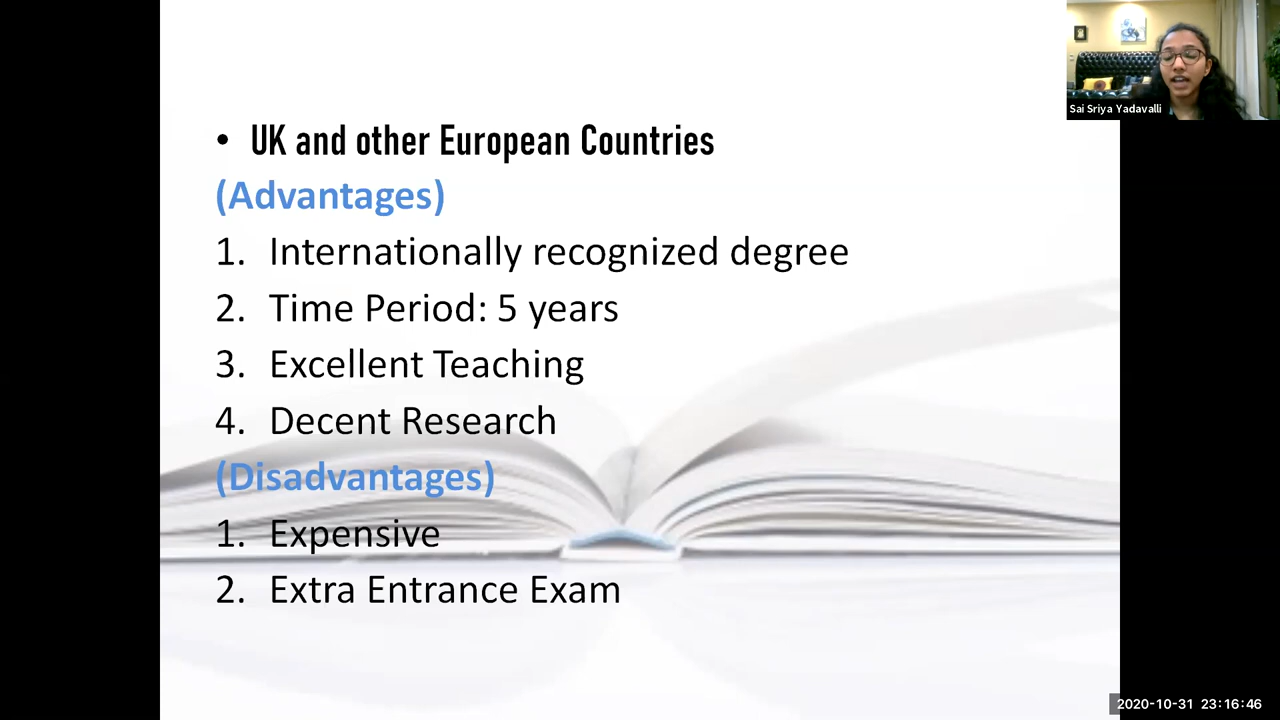 Sai Sriya Yadavalli
• UK and other European Countries
(Advantages)
1. Internationally recognized degree
2. Time Period: 5 years
3. Excellent Teaching
4. Decent Research
(Disadvantages)
1. Expensive
2. Extra Entrance Exam
2020-10-31 23:16:46